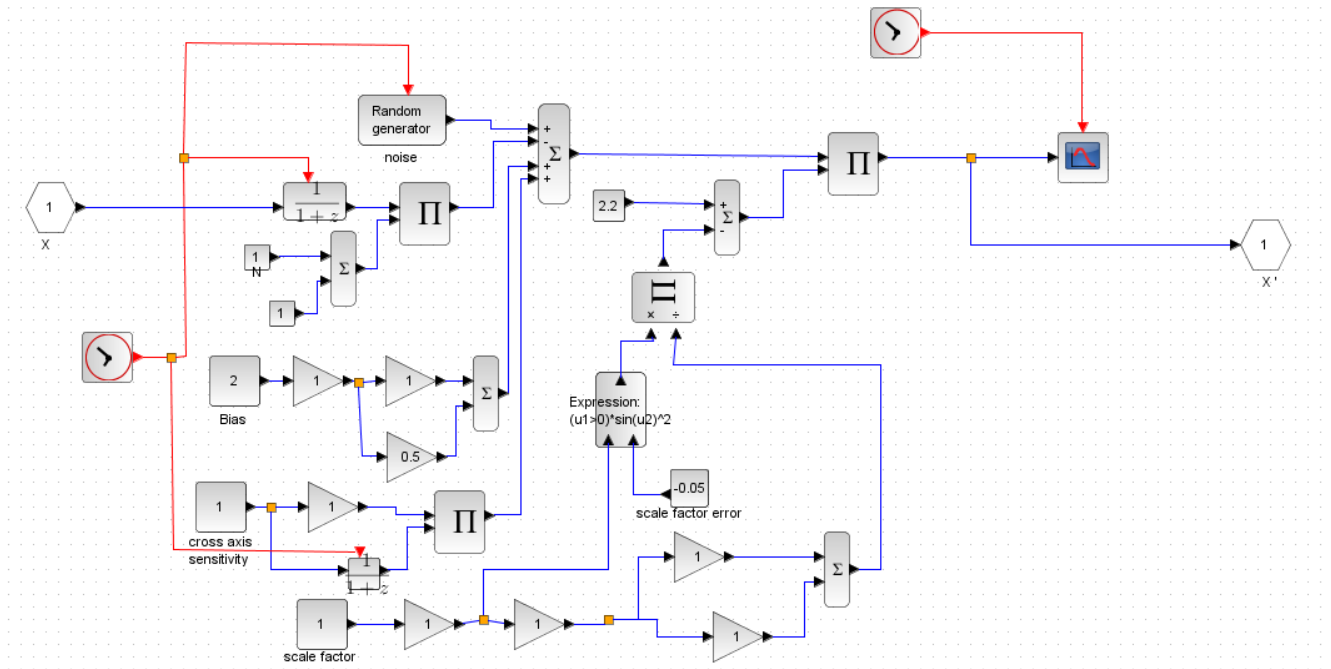 Random
generator
noise
+
-
+
+
Σ
1
X
1
1 + z
∏
1
N
Σ
1
2.2
+
-
Σ
∏
1
X '
∏
× ÷
2
Bias
1
1
0.5
Σ
Expression:
(u1>0)*sin(u2)^2
-0.05
scale factor error
1
cross axis
sensitivity
1
∏
1
1 + z
1
scale factor
1
1
1
1
Σ